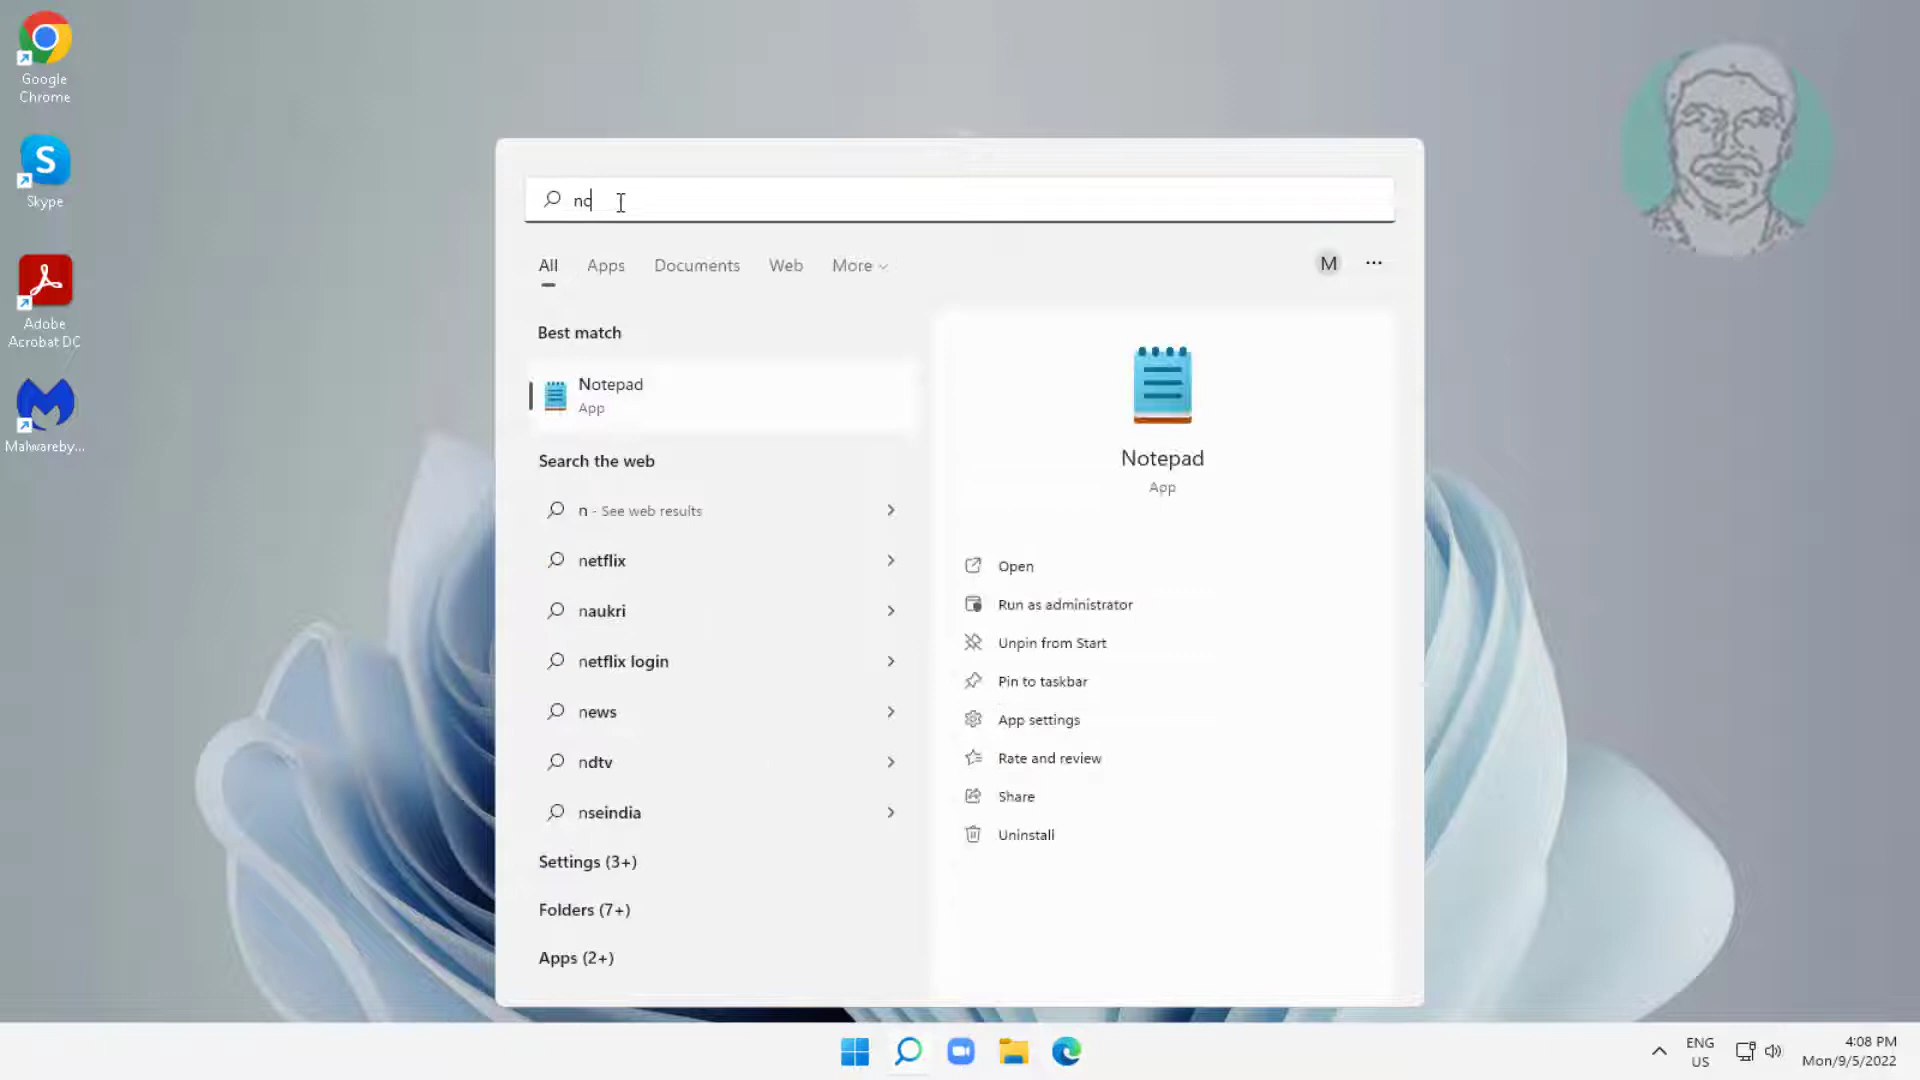 Google
Chrome
S
Skype
Adobe
Acrobat DC
Malwareby...
All
Apps
Documents
Web
More
M
Best match
Notepad
App
Search the web
n - See web results
netflix
naukri
netflix login
news
ndtv
nseindia
Settings (3+)
Folders (7+)
Apps (2+)
Notepad
App
Open
Run as administrator
Unpin from Start
Pin to taskbar
App settings
Rate and review
Share
Uninstall
ENG
US
4:08 PM
Mon/9/5/2022